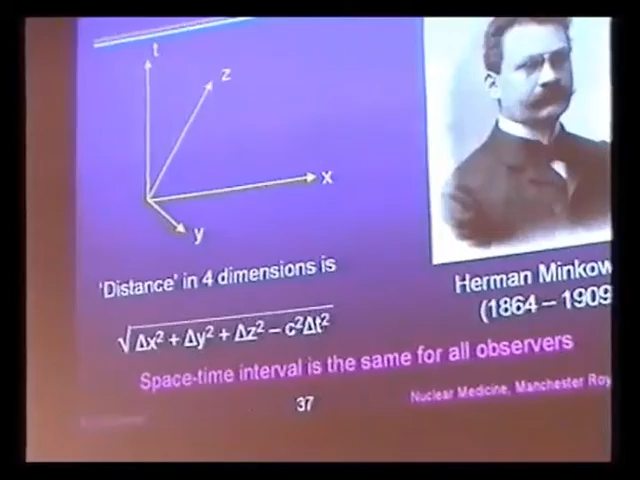 t
z
x
y
'Distance' in 4 dimensions is
√Δx² + Δy² + Δz² – c²Δt²
Herman Minkow
(1864 – 1909
Space-time interval is the same for all observers
37
Nuclear Medicine, Manchester Roy